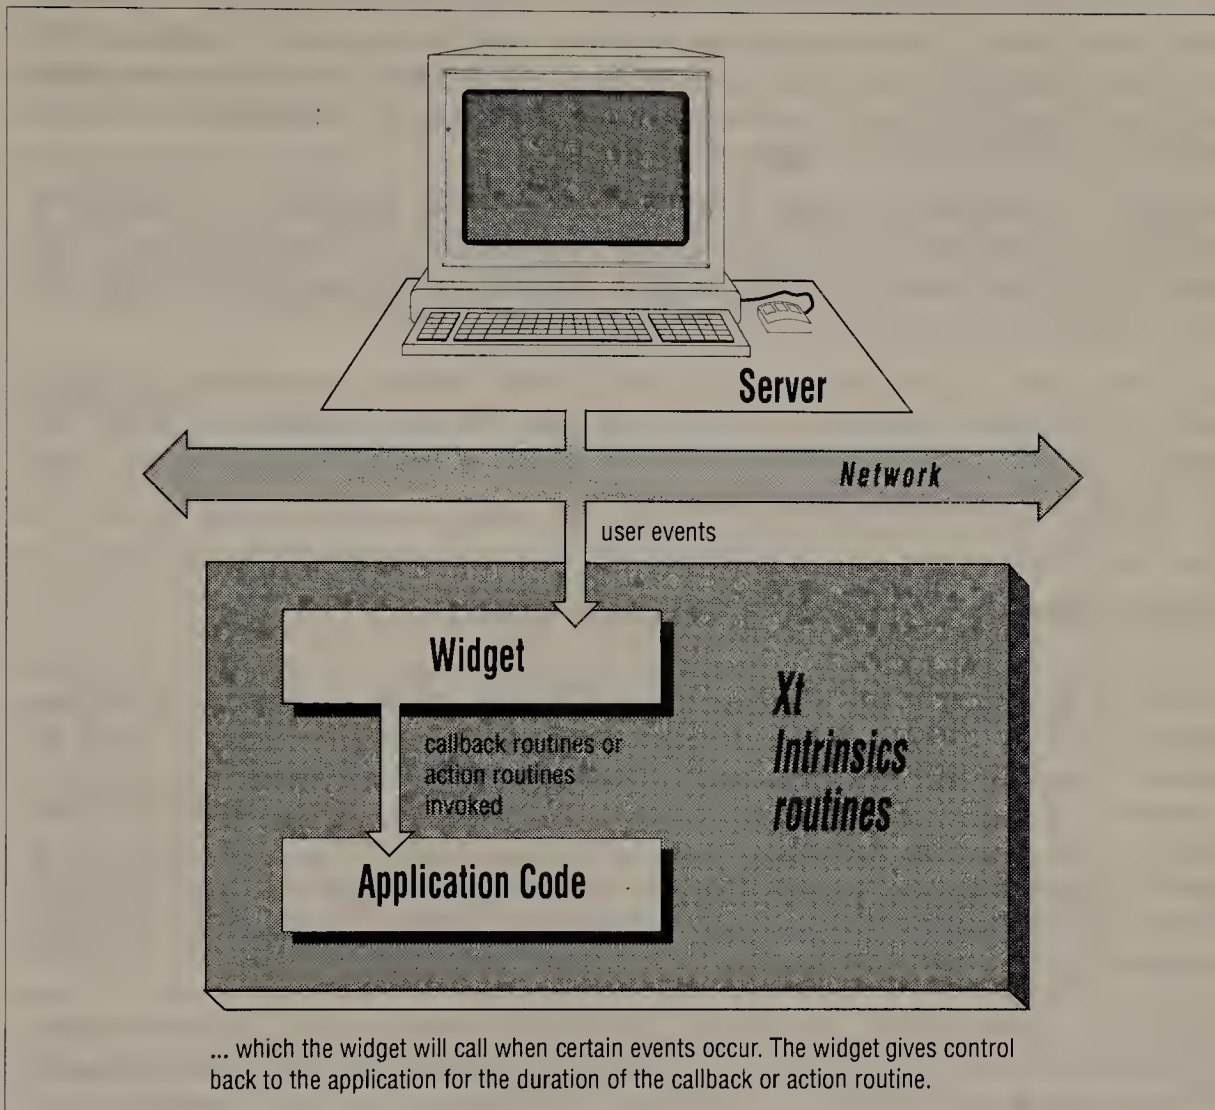 Server
Network
user events
Widget
callback routines or
action routines
invoked
Xt
Intrinsics
routines
Application Code
... which the widget will call when certain events occur. The widget gives control
back to the application for the duration of the callback or action routine.